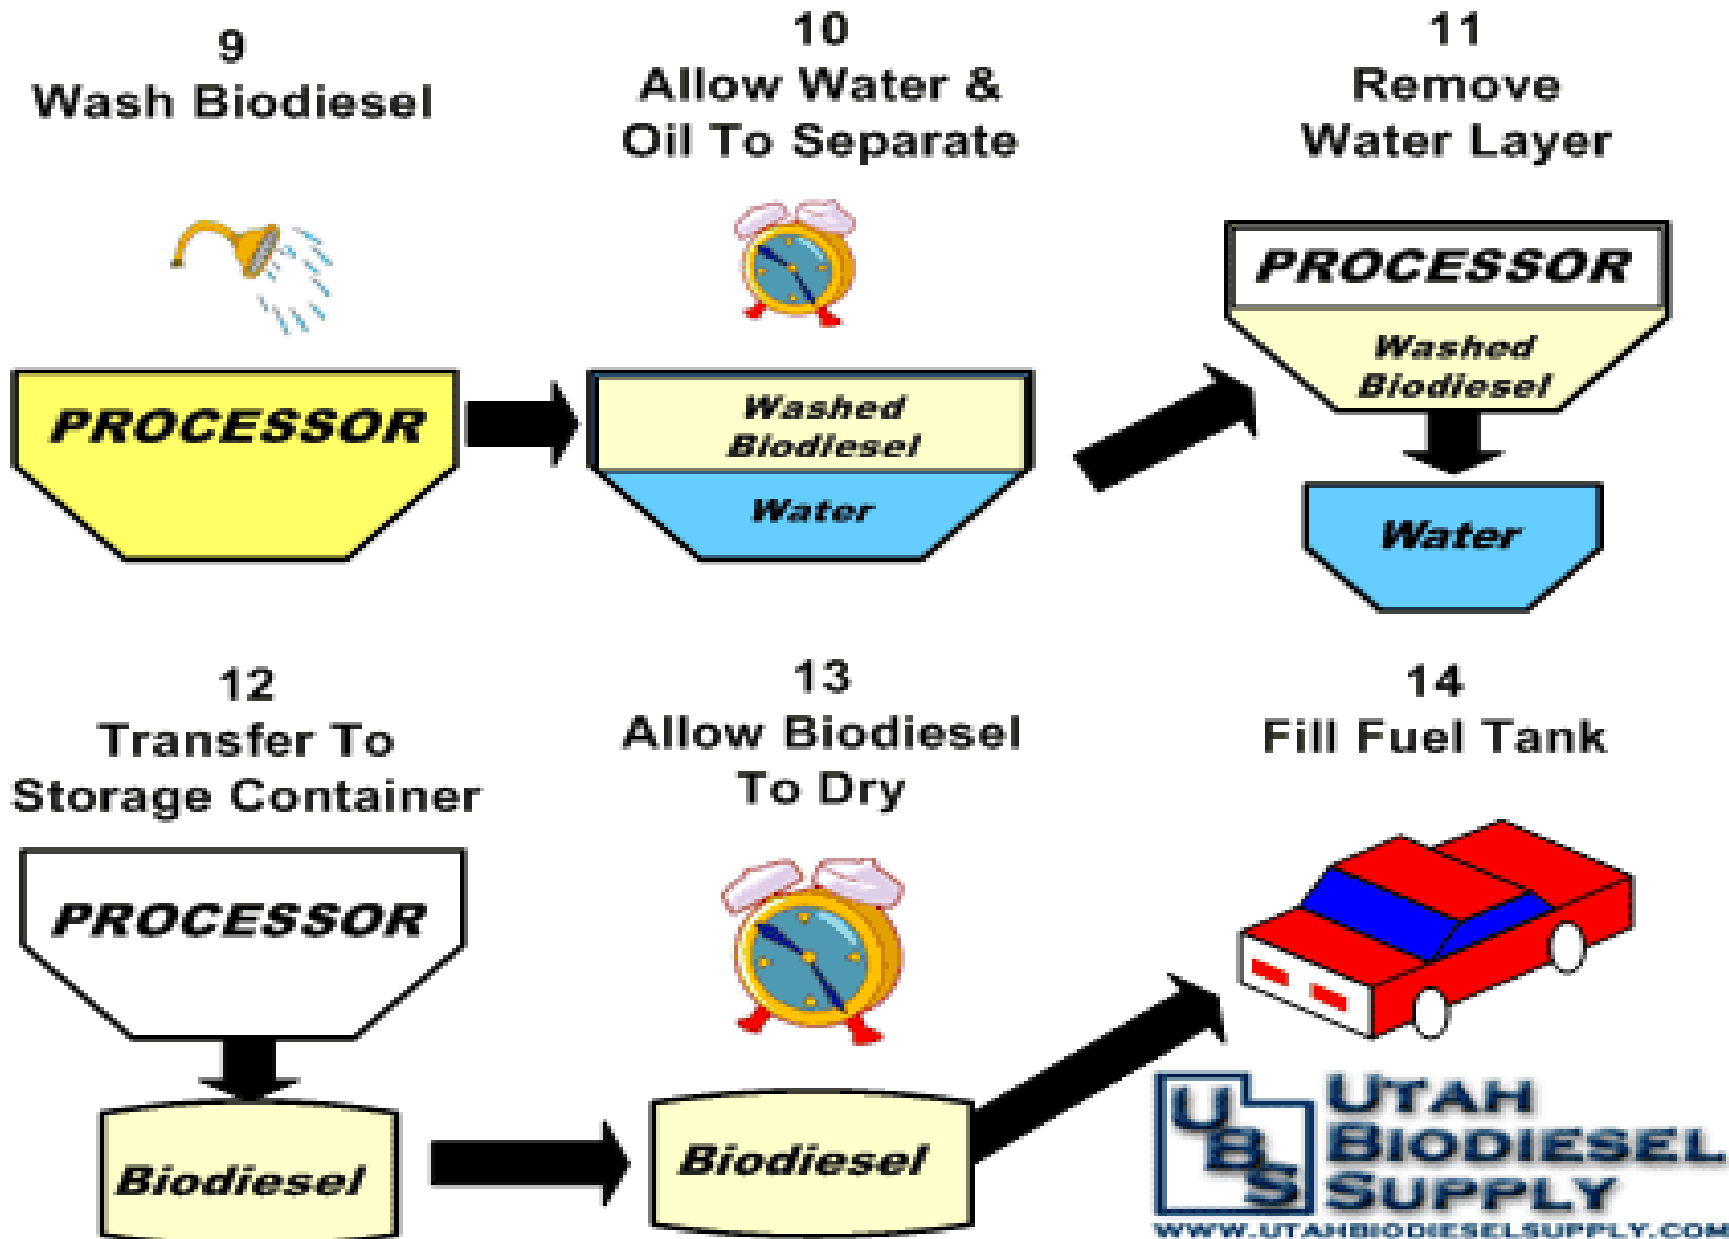 9
Wash Biodiesel
10
Allow Water &
Oil To Separate
11
Remove
Water Layer
PROCESSOR
Washed
Biodiesel
Water
PROCESSOR
Washed
Biodiesel
Water
12
Transfer To
Storage Container
13
Allow Biodiesel
To Dry
14
Fill Fuel Tank
PROCESSOR
Biodiesel
Biodiesel
UBS
UTAH
BIODIESEL
SUPPLY
WWW.UTAHBIODIESELSUPPLY.COM